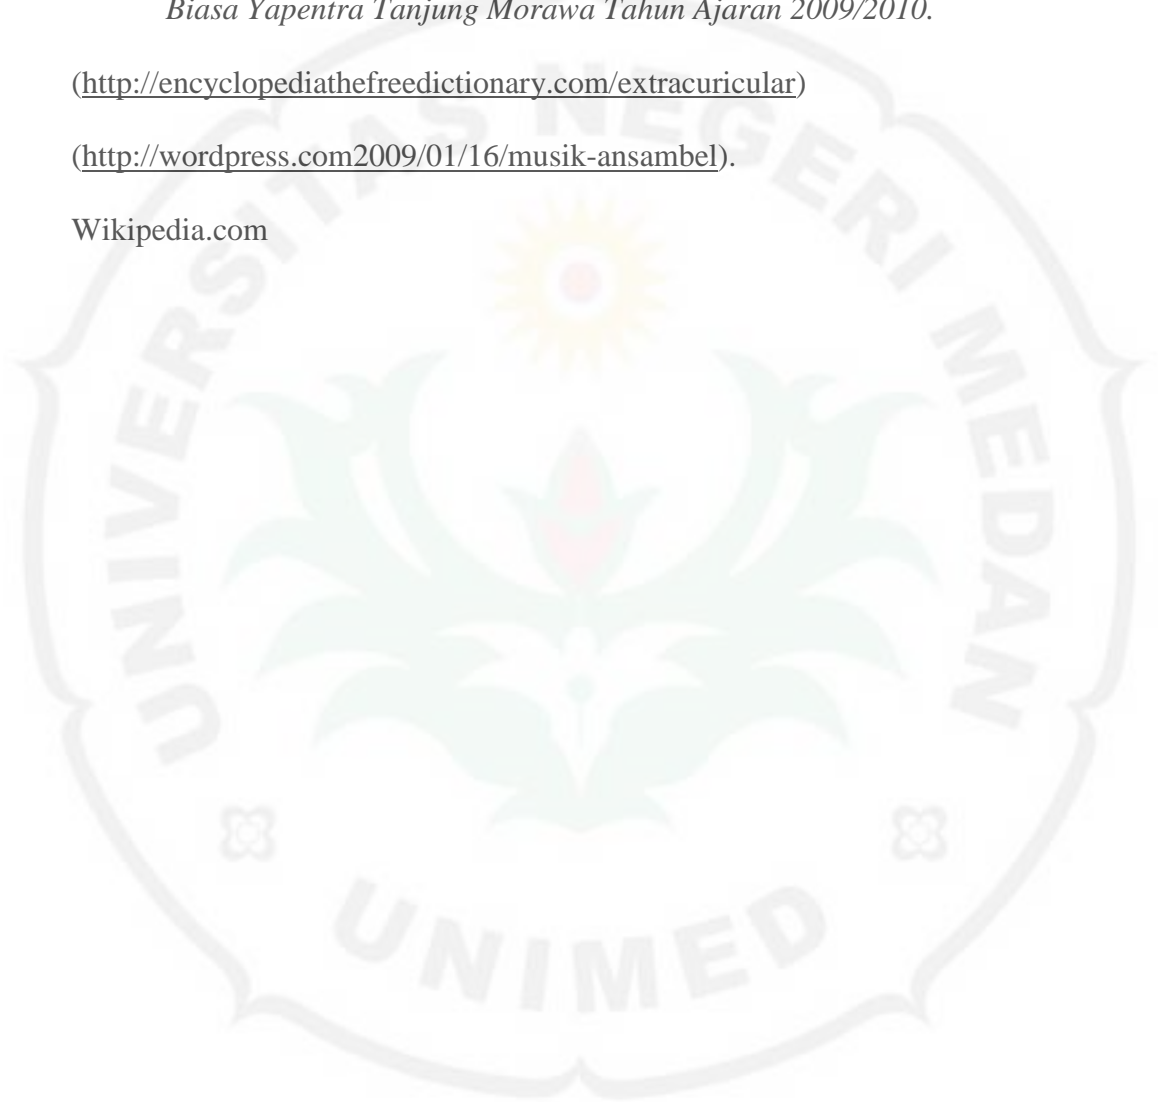 Biasa Yapentra Tanjung Morawa Tahun Ajaran 2009/2010.
(http://encyclopediathefreedictionary.com/extracuricular)
(http://wordpress.com2009/01/16/musik-ansambel).
Wikipedia.com
UNIVERSITAS NEGERI MEDAN
UNIMED